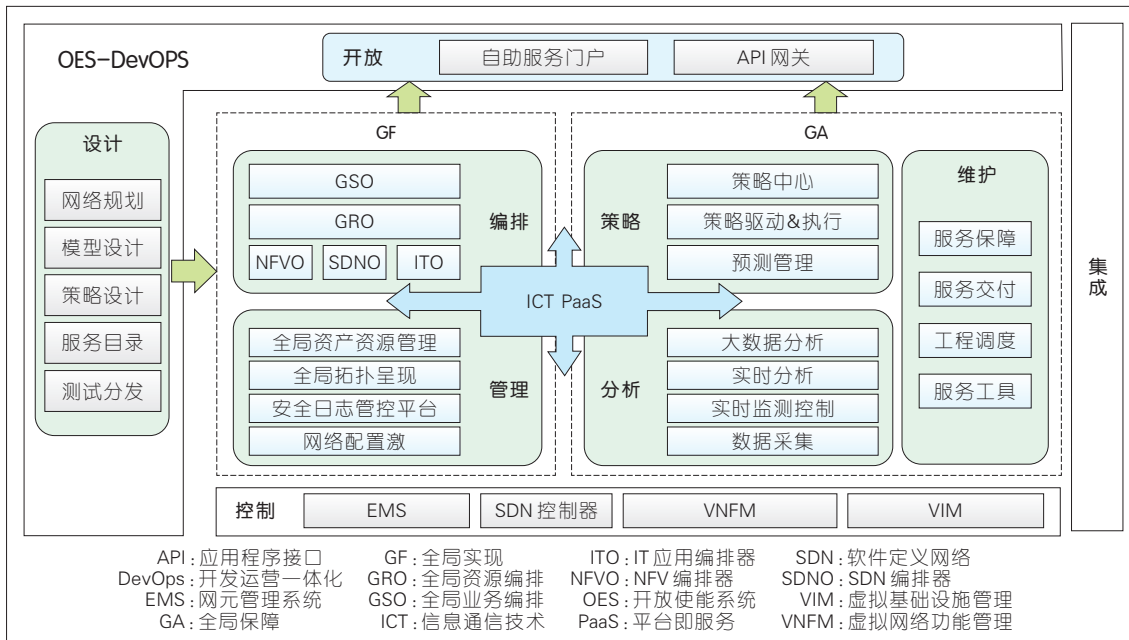 OES-DevOPS
开放
自助服务门户
API 网关
集成
设计
网络规划
模型设计
策略设计
服务目录
测试分发
GF
GSO
GRO
NFVO
SDNO
ITO
编排
全局资产资源管理
全局拓扑呈现
安全日志管控平台
网络配置激
管理
ICT PaaS
GA
策略
策略中心
策略驱动&执行
预测管理
分析
大数据分析
实时分析
实时监测控制
数据采集
维护
服务保障
服务交付
工程调度
服务工具
控制
EMS
SDN 控制器
VNFM
VIM
API:应用程序接口 GF:全局实现 ITO:IT 应用编排器 SDN:软件定义网络
DevOps:开发运营一体化 GRO:全局资源编排 NFVO:NFV 编排器 SDNO:SDN 编排器
EMS:网元管理系统 GSO:全局业务编排 OES:开放使能系统 VIM:虚拟基础设施管理
GA:全局保障 ICT:信息通信技术 PaaS:平台即服务 VNFM:虚拟网络功能管理